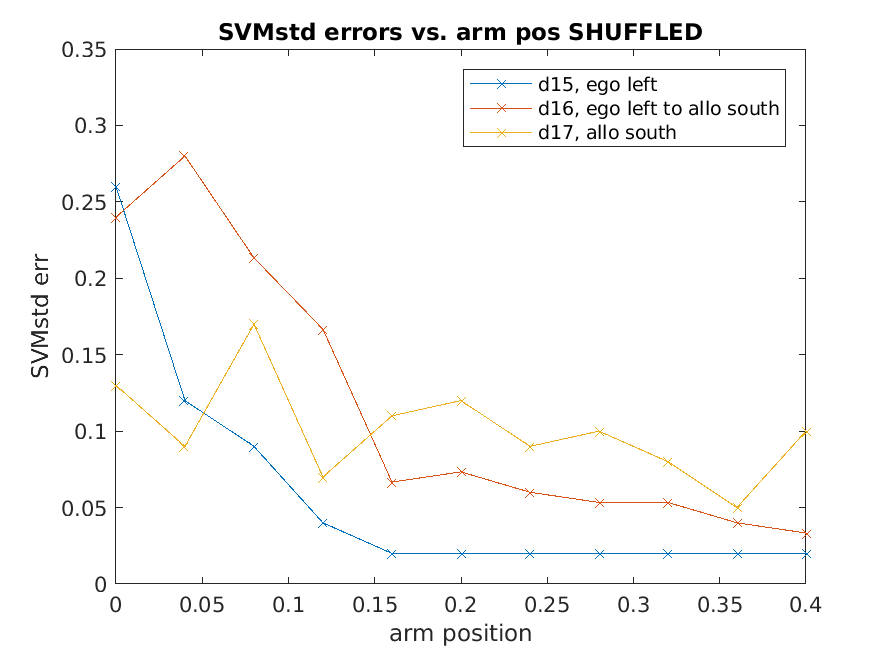 SVMstd errors vs. arm pos SHUFFLED
0.35
0.3
0.25
0.2
0.15
0.1
0.05
0
SVMstd err
d15, ego left
d16, ego left to allo south
d17, allo south
0 0.05 0.1 0.15 0.2 0.25 0.3 0.35 0.4
arm position